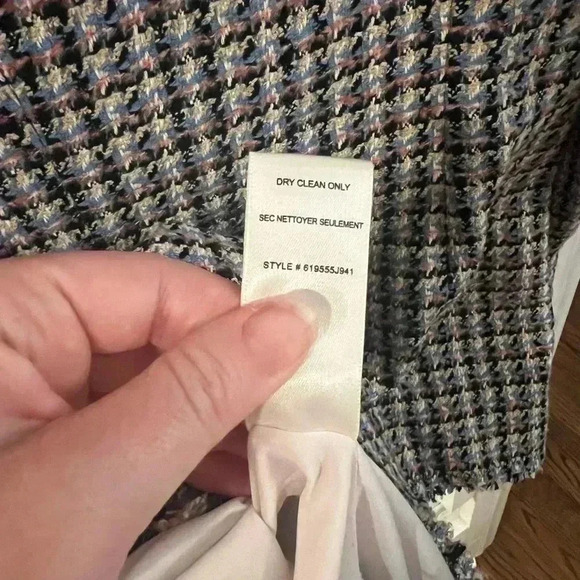 DRY CLEAN ONLY
SEC NETTOYER SEULEMENT
STYLE # 619555J941